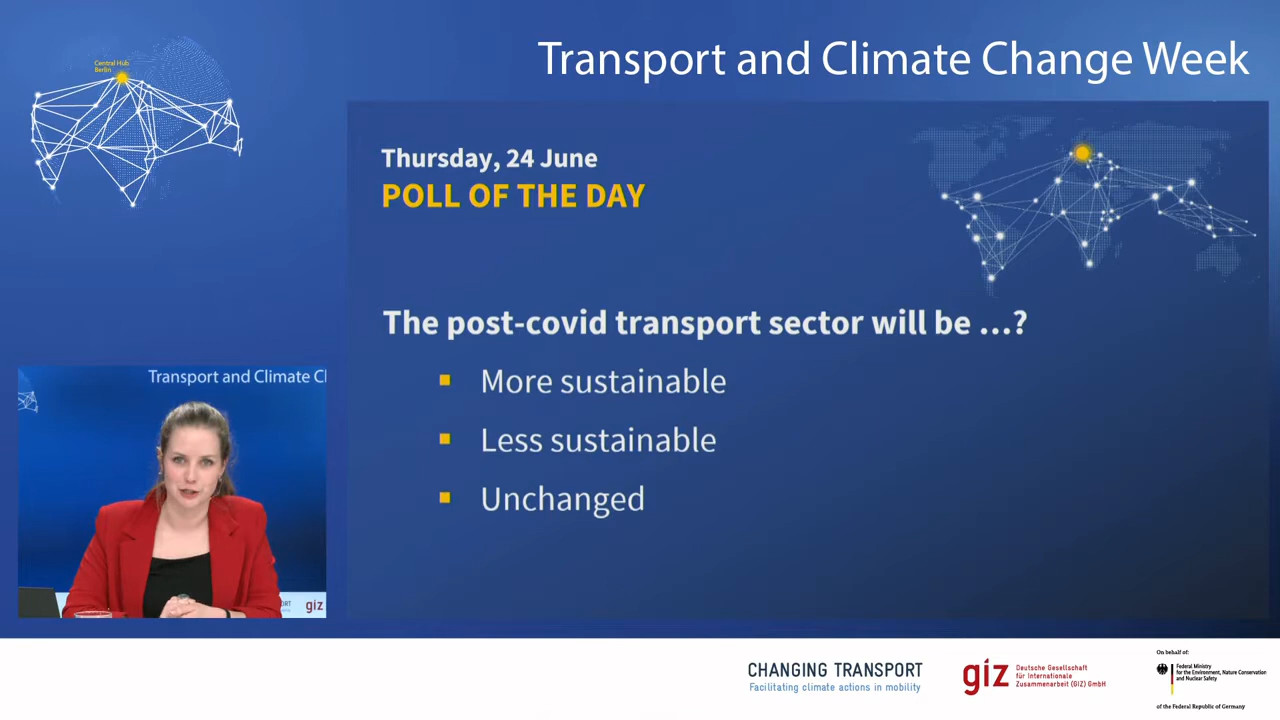 Transport and Climate Change Week
Central Hub
Berlin
Thursday, 24 June
POLL OF THE DAY
The post-covid transport sector will be ...?
More sustainable
Less sustainable
Unchanged
Transport and Climate Cl
giz
CHANGING TRANSPORT
Facilitating climate actions in mobility
giz
Deutsche Gesellschaft
für Internationale
Zusammenarbeit (GIZ) GmbH
On behalf of:
Federal Ministry
for the Environment, Nature Conservation
and Nuclear Safety
of the Federal Republic of Germany